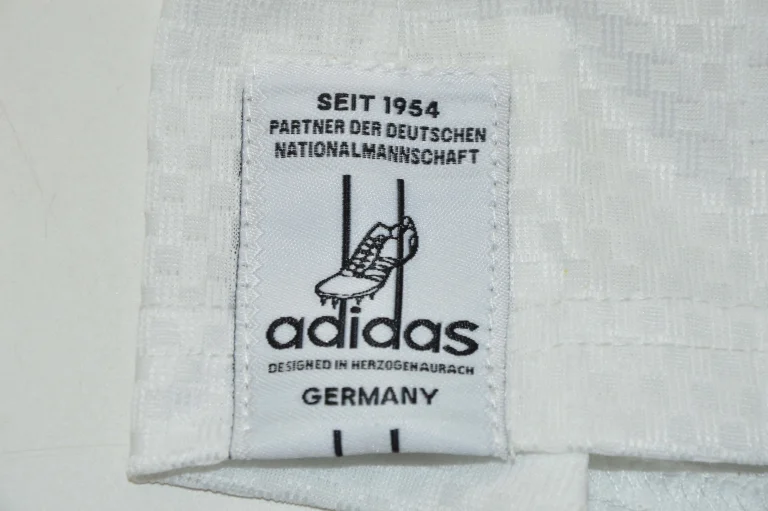 SEIT 1954
PARTNER DER DEUTSCHEN
NATIONALMANNSCHAFT
adidas
DESIGNED IN HERZOGENAURACH
GERMANY